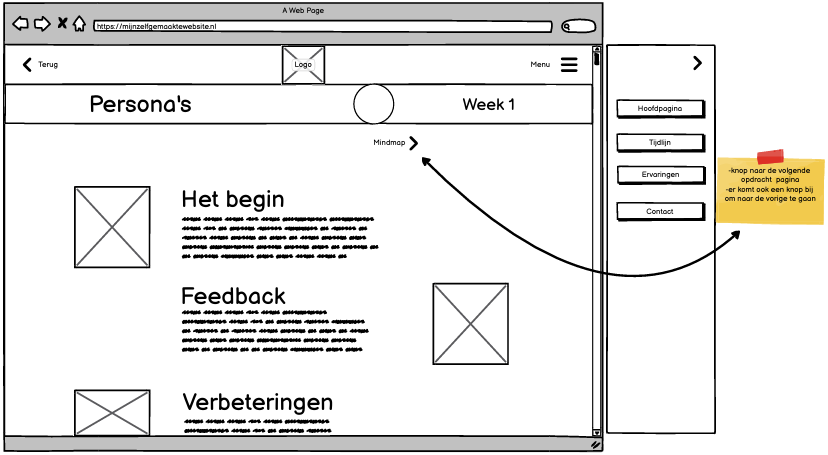 A Web Page
https://mijnzelfgemaaktewebsite.nl
Terug
Logo
Menu
Persona's
Week 1
Mindmap
Het begin
Feedback
Verbeteringen
Hoofdpagina
Tijdlijn
Ervaringen
Contact
-knop naar de volgende
opdracht pagina
-er komt ook een knop bij
om naar de vorige te gaan